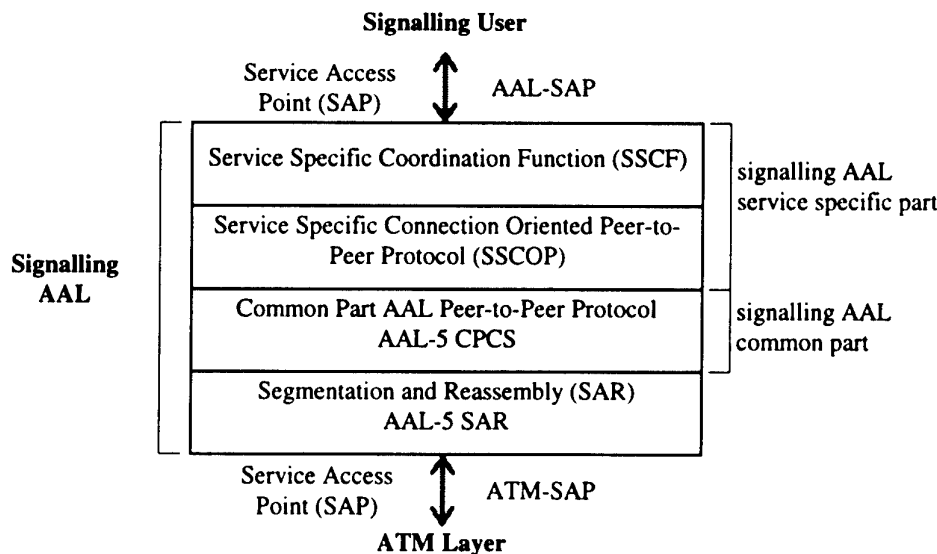 Signalling User
Service Access
Point (SAP)
AAL-SAP
Service Specific Coordination Function (SSCF)
signalling AAL
service specific part
Service Specific Connection Oriented Peer-to-
Peer Protocol (SSCOP)
Signalling
AAL
Common Part AAL Peer-to-Peer Protocol
AAL-5 CPCS
signalling AAL
common part
Segmentation and Reassembly (SAR)
AAL-5 SAR
Service Access
Point (SAP)
ATM-SAP
ATM Layer